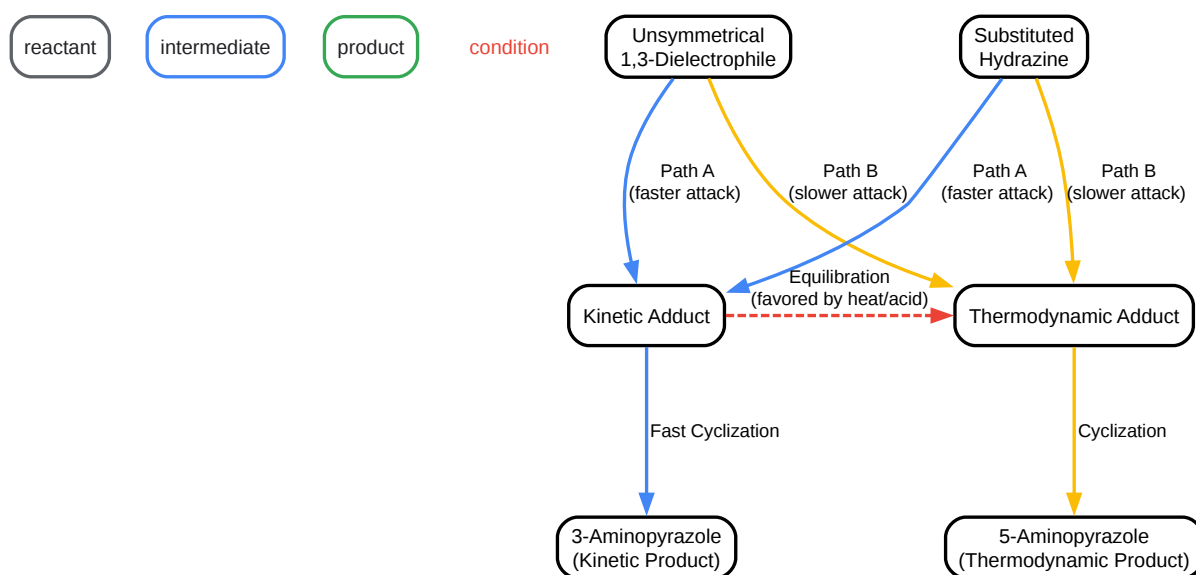 reactant
intermediate
product
condition
Unsymmetrical
1,3-Dielectrophile
Substituted
Hydrazine
Path A
(faster attack)
Path B
(slower attack)
Path A
(faster attack)
Path B
(slower attack)
Equilibration
(favored by heat/acid)
Kinetic Adduct
Thermodynamic Adduct
Fast Cyclization
Cyclization
3-Aminopyrazole
(Kinetic Product)
5-Aminopyrazole
(Thermodynamic Product)